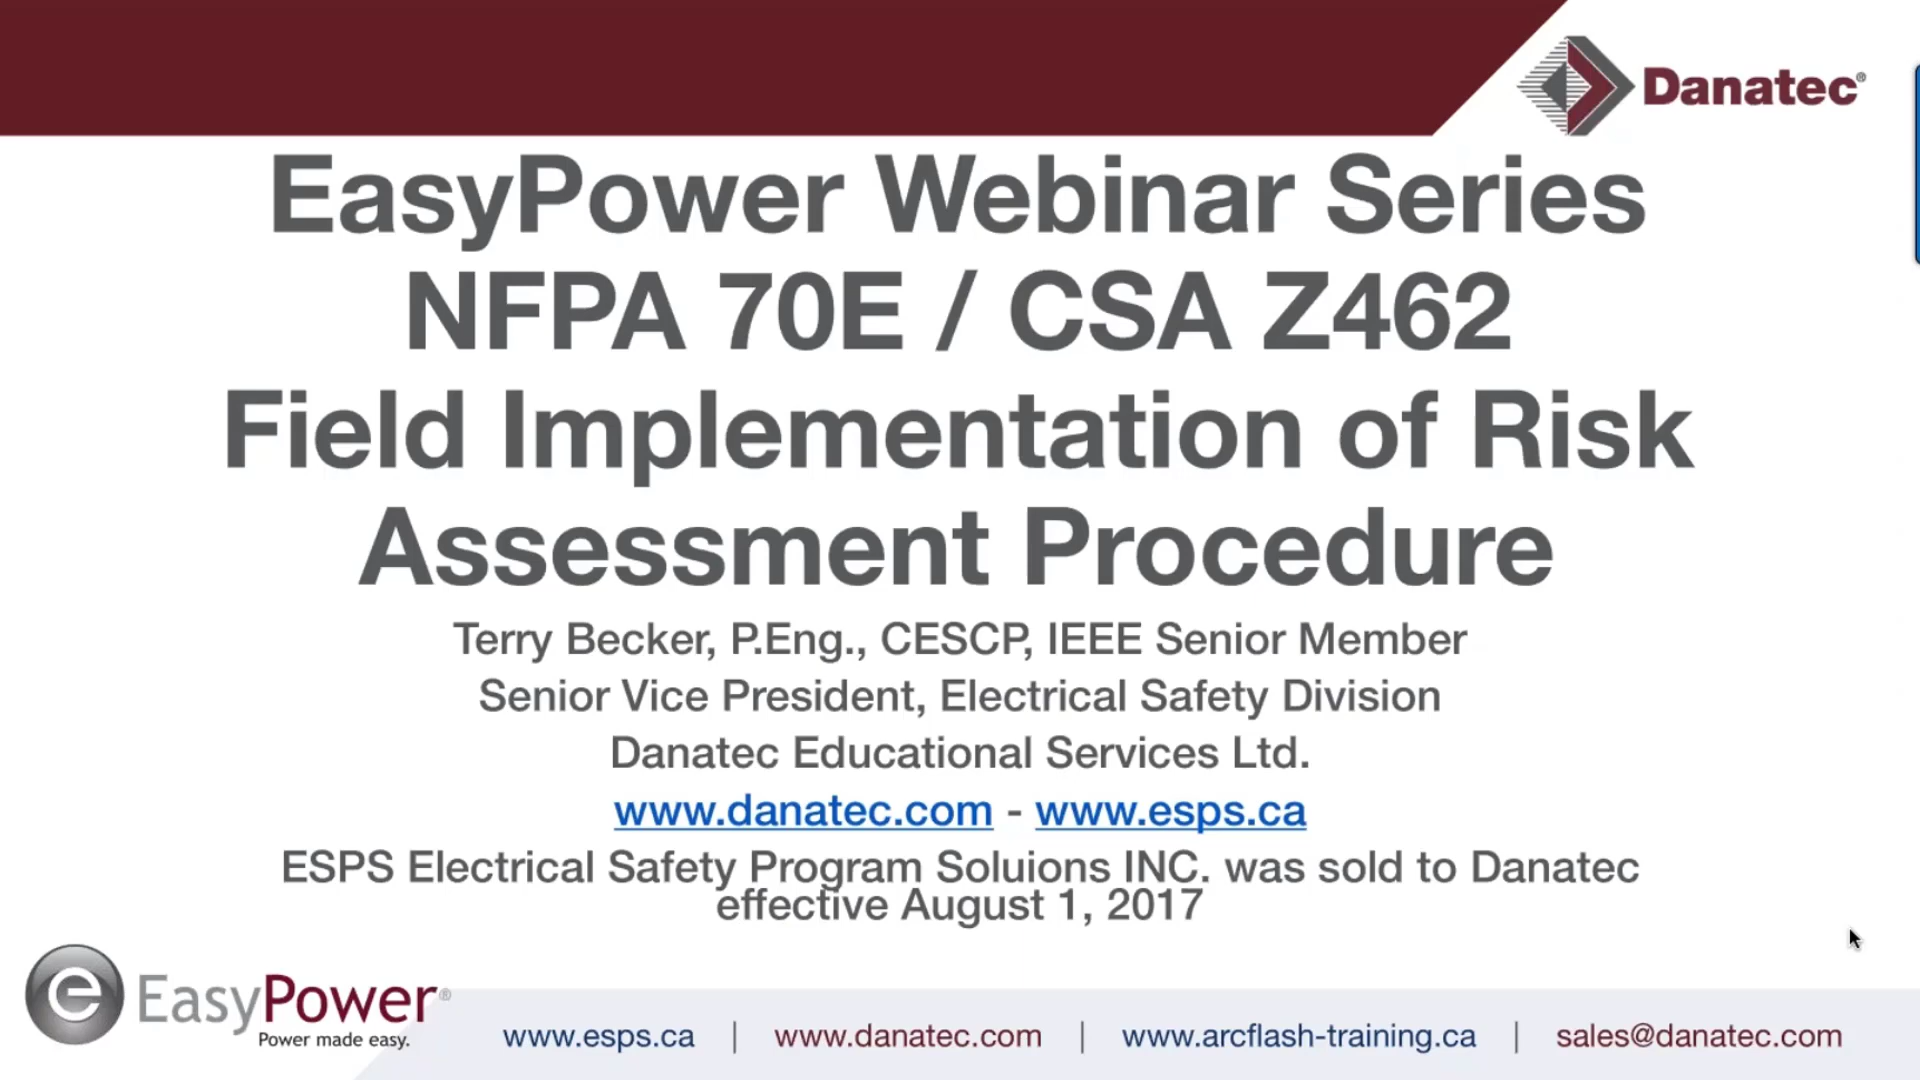 Danatec®
EasyPower Webinar Series
NFPA 70E / CSA Z462
Field Implementation of Risk
Assessment Procedure
Terry Becker, P.Eng., CESCP, IEEE Senior Member
Senior Vice President, Electrical Safety Division
Danatec Educational Services Ltd.
www.danatec.com - www.esps.ca
ESPS Electrical Safety Program Soluions INC. was sold to Danatec
effective August 1, 2017
e EasyPower®
Power made easy.
www.esps.ca | www.danatec.com | www.arcflash-training.ca | sales@danatec.com